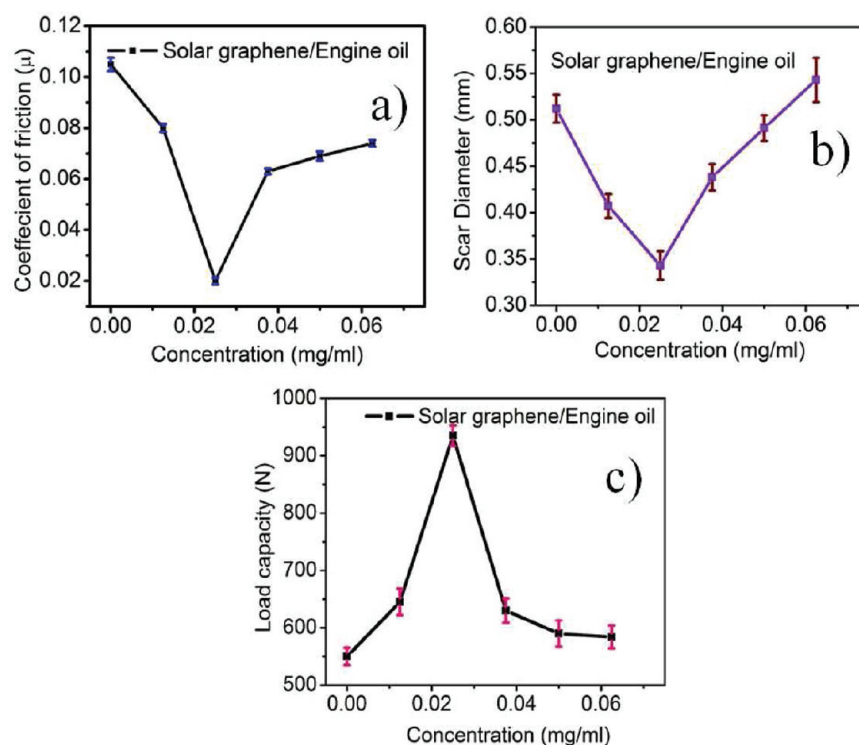 0.12
0.10
0.08
0.06
0.04
0.02
Coeffecient of friction (μ)
Solar graphene/Engine oil
a)
0.00
0.02
0.04
0.06
Concentration (mg/ml)
0.55
0.50
0.45
0.40
0.35
0.30
Scar Diameter (mm)
Solar graphene/Engine oil
b)
0.00
0.02
0.04
0.06
Concentration (mg/ml)
1000
900
800
700
600
500
Load capacity (N)
Solar graphene/Engine oil
c)
0.00
0.02
0.04
0.06
Concentration (mg/ml)